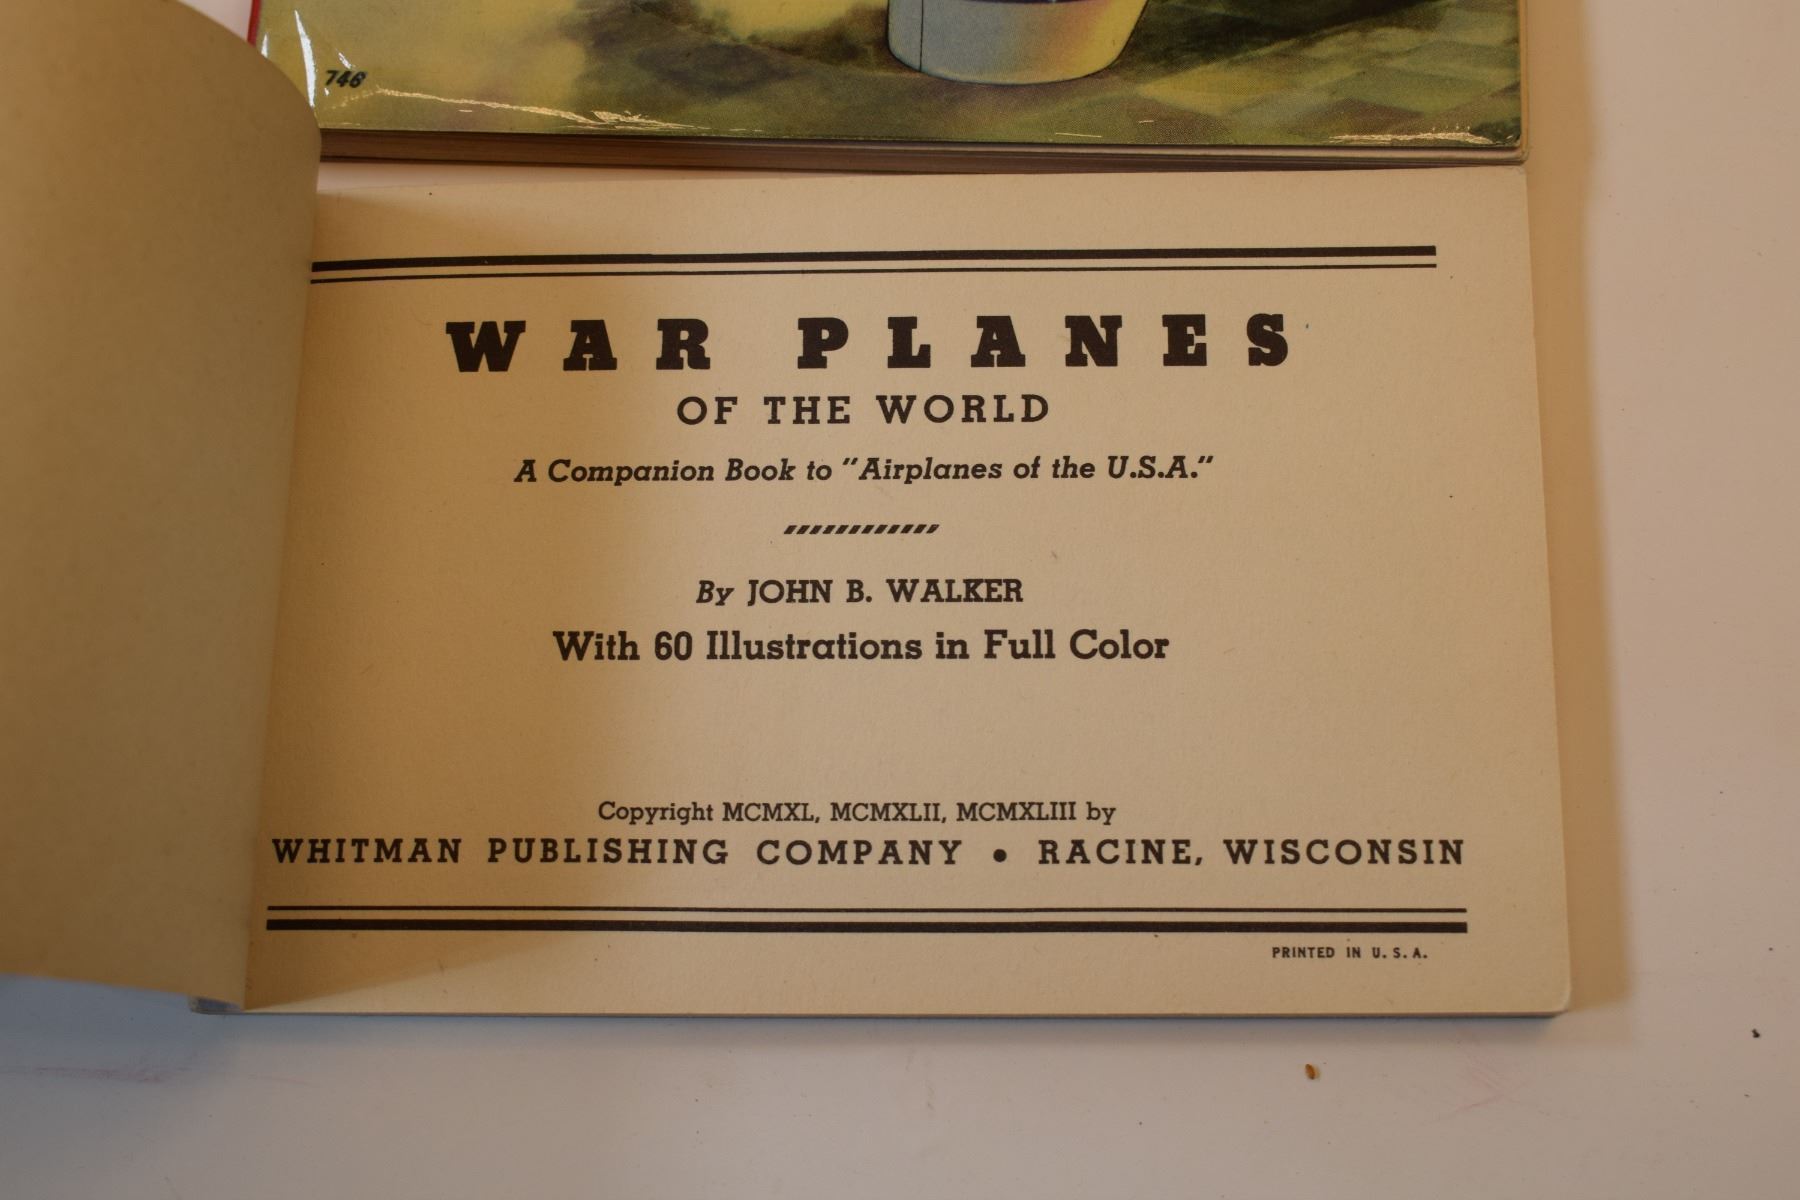 746
WAR PLANES
OF THE WORLD
A Companion Book to "Airplanes of the U.S.A."
By JOHN B. WALKER
With 60 Illustrations in Full Color
Copyright MCMXL, MCMXLII, MCMXLIII by
WHITMAN PUBLISHING COMPANY • RACINE, WISCONSIN
PRINTED IN U. S. A.